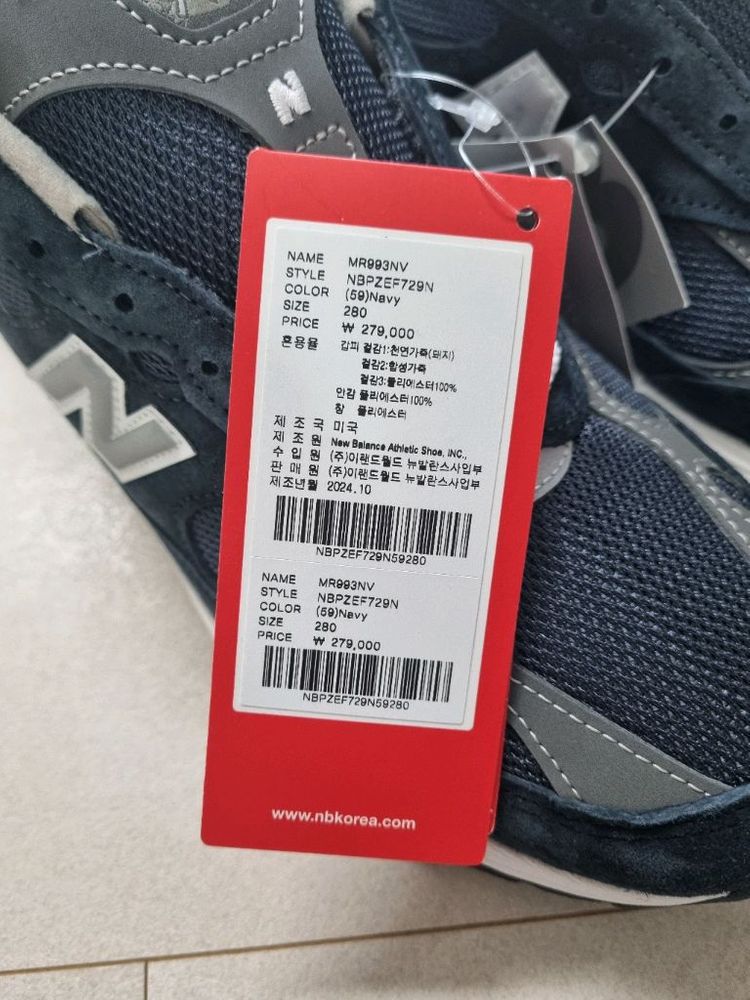 N
N
NAME MR993NV
STYLE NBPZEF729N
COLOR (59)Navy
SIZE 280
PRICE ₩ 279,000
혼용율 갑피 겉감1:천연가죽(돼지)
겉감2:합성가죽
겉감3:폴리에스터100%
안감 폴리에스터100%
창 폴리에스터
제 조 국 미국
제 조 원 New Balance Athletic Shoe, INC.,
수 입 원 (주)이랜드월드 뉴발란스사업부
판 매 원 (주)이랜드월드 뉴발란스사업부
제조년월 2024.10
NBPZEF729N59280
NAME MR993NV
STYLE NBPZEF729N
COLOR (59)Navy
SIZE 280
PRICE ₩ 279,000
NBPZEF729N59280
www.nbkorea.com